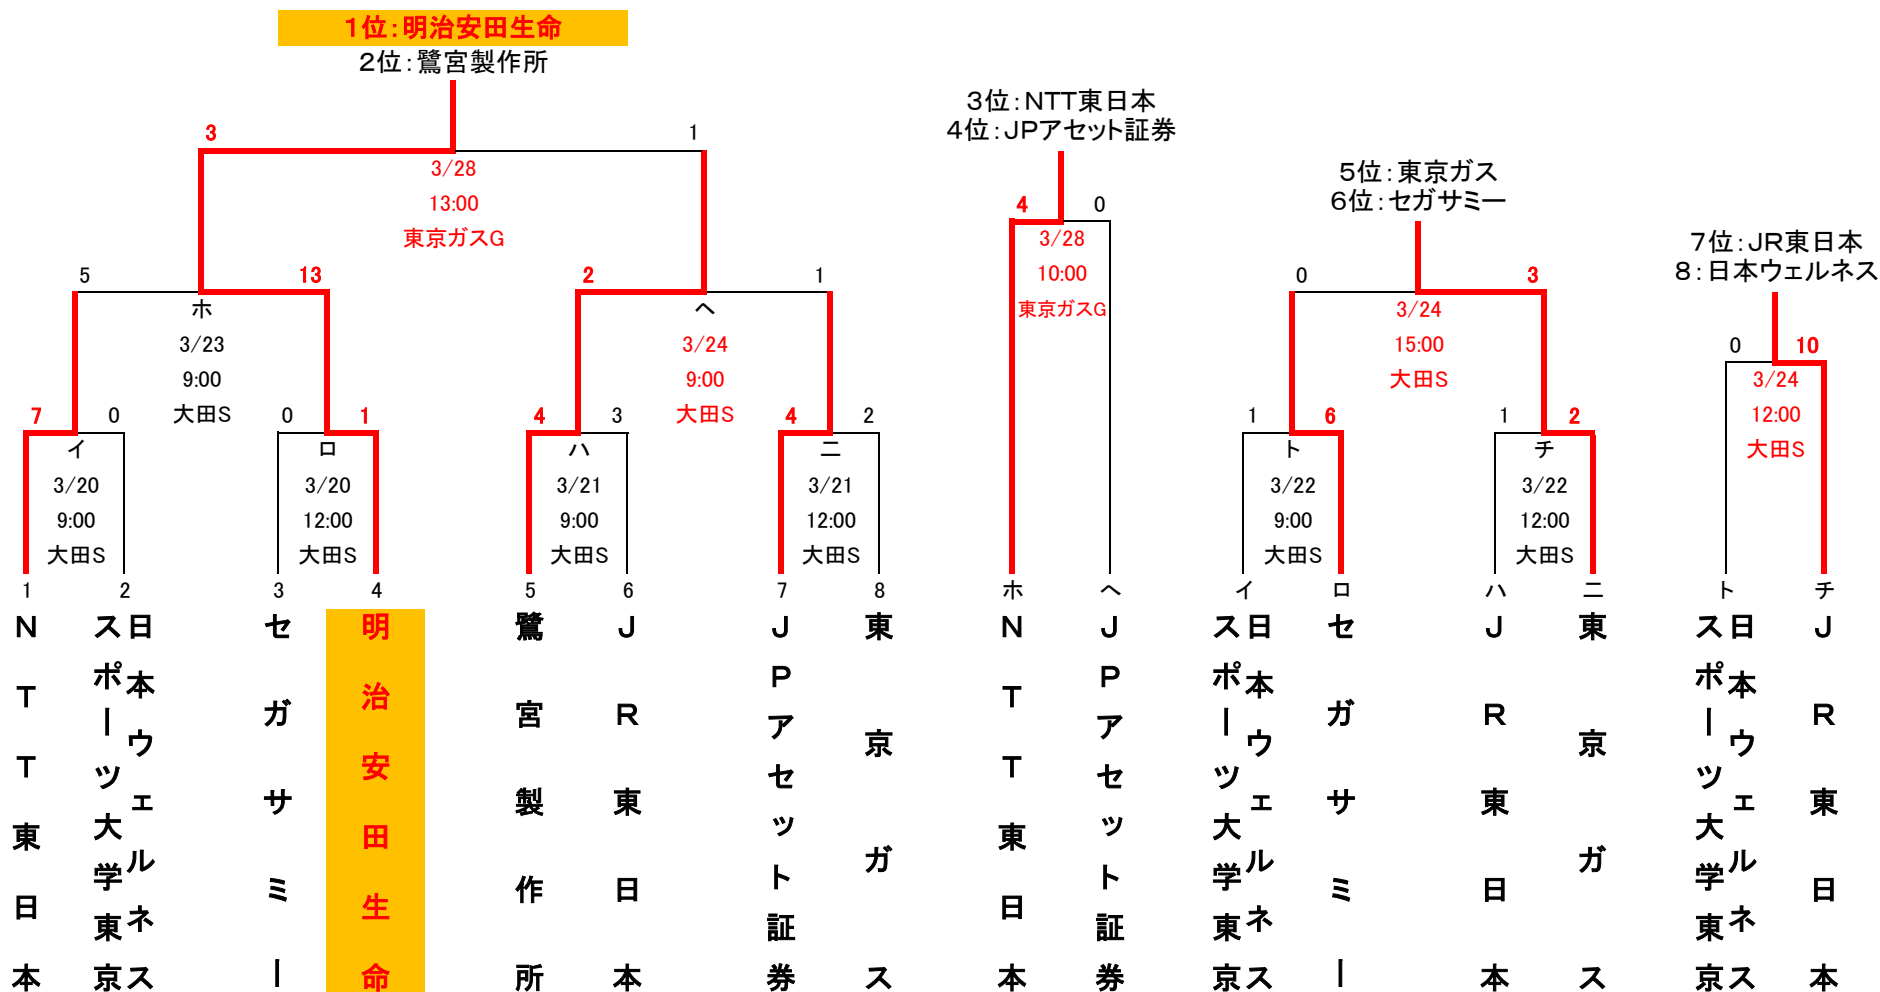 1位：明治安田生命
2位：鷺宮製作所
3 1
3/28
13:00
東京ガスG
5 13
ホ
3/23
9:00
大田S
2 1
ヘ
3/24
9:00
大田S
7 0
イ
3/20
9:00
大田S
0 1
ロ
3/20
12:00
大田S
4 3
ハ
3/21
9:00
大田S
4 2
ニ
3/21
12:00
大田S
1 2 3 4 5 6 7 8
NTT東日本
日本ウェルネス
スポーツ大学東京
セガサミー
明治安田生命
鷺宮製作所
JR東日本
JPアセット証券
東京ガス
3位：NTT東日本
4位：JPアセット証券
4 0
3/28
10:00
東京ガスG
ホ ヘ
NTT東日本
JPアセット証券
5位：東京ガス
6位：セガサミー
0 3
3/24
15:00
大田S
1 6
ト
3/22
9:00
大田S
1 2
チ
3/22
12:00
大田S
イ ロ ハ ニ
日本ウェルネス
スポーツ大学東京
セガサミー
JR東日本
東京ガス
7位：JR東日本
8：日本ウェルネス
0 10
3/24
12:00
大田S
ト チ
日本ウェルネス
スポーツ大学東京
JR東日本